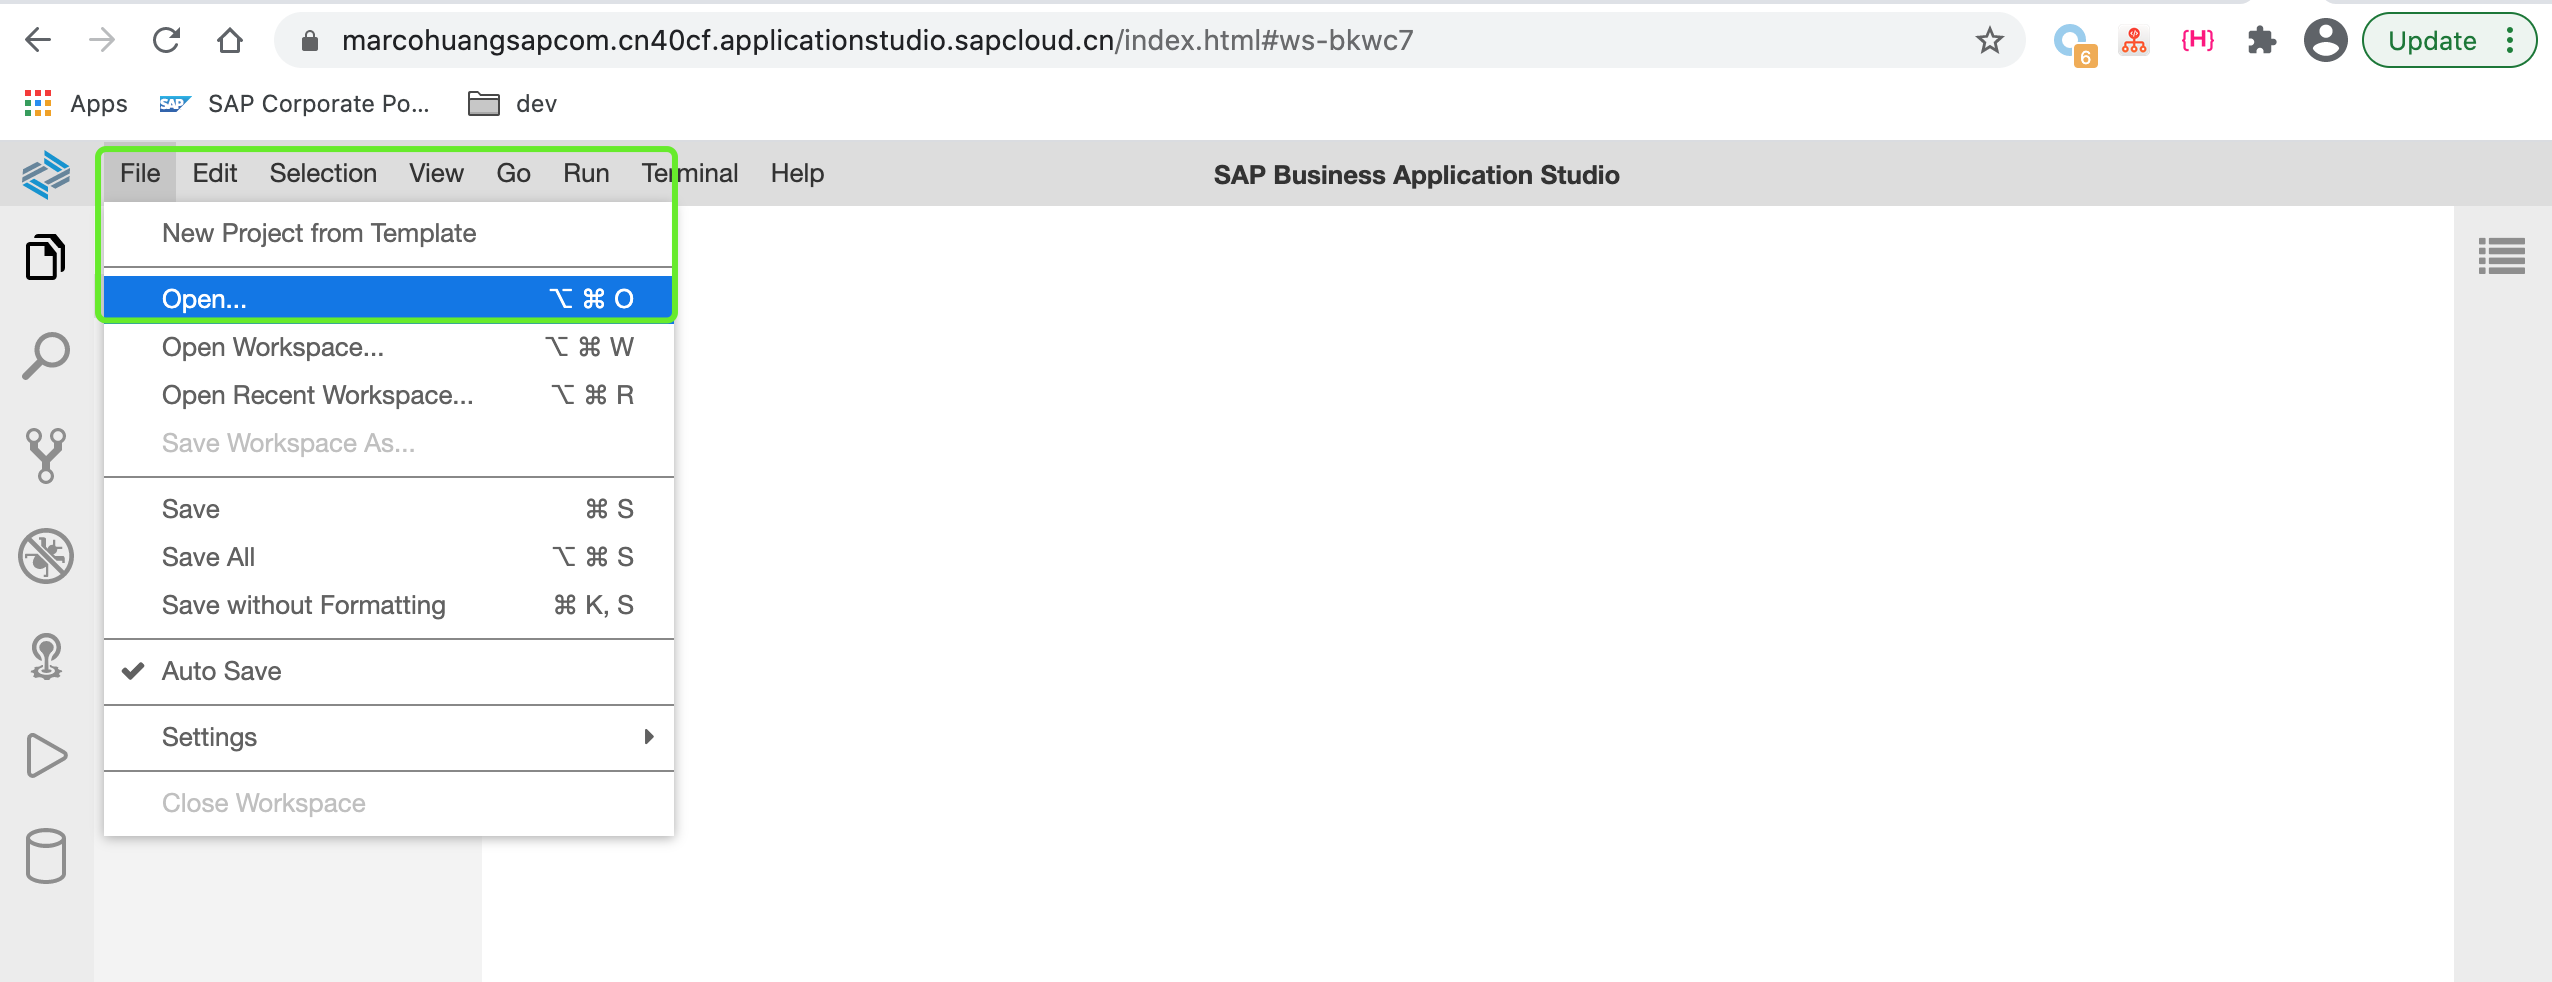 marcohuangsapcom.cn40cf.applicationstudio.sapcloud.cn/index.html#ws-bkwc7
6
{H}
Update
Apps
SAP
SAP Corporate Po...
dev
File Edit Selection View Go Run Terminal Help
SAP Business Application Studio
New Project from Template
Open... ⌥ ⌘ O
Open Workspace... ⌥ ⌘ W
Open Recent Workspace... ⌥ ⌘ R
Save Workspace As...
Save ⌘ S
Save All ⌥ ⌘ S
Save without Formatting ⌘ K, S
Auto Save
Settings
Close Workspace